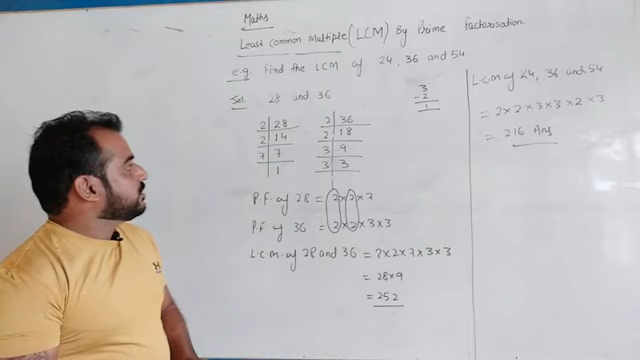 Maths
Least Common Multiple (LCM) By Prime Factorisation.
e.g. Find the LCM of 24, 36 and 54
Sol. 28 and 36
2 28
2 14
7 7
1
2 36
2 18
3 9
3 3
3
- 2
1
P.F. of 28 = 2×2×7
P.F of 36 = 2×2×3×3
L.C.M. of 28 and 36 = 2×2×7×3×3
= 28×9
= 252
L.C.M of 24, 36 and 54
= 2×2×3×3×2×3
= 216 Ans